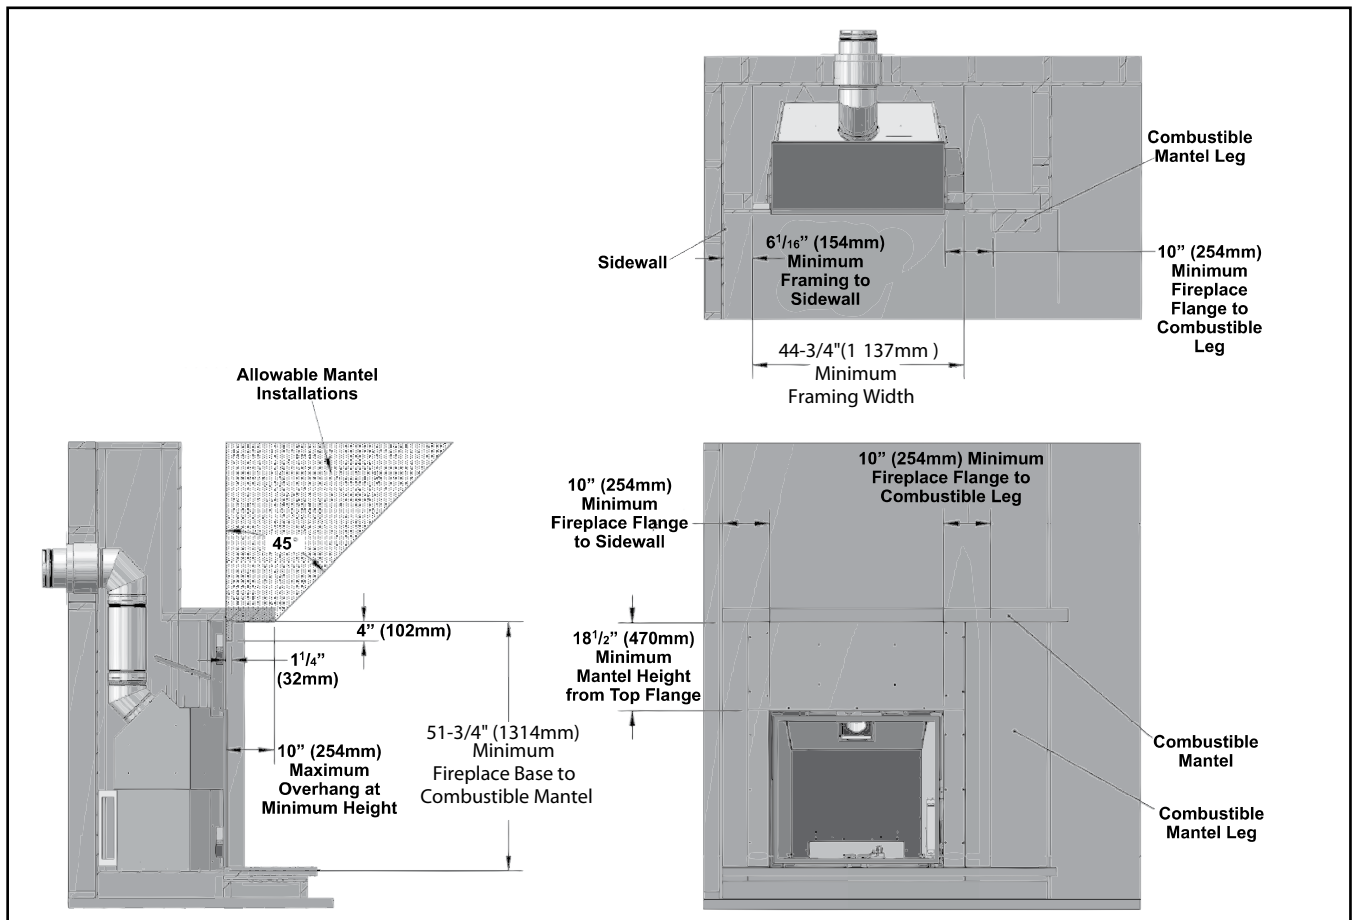 Combustible
Mantel Leg
Sidewall
6 1/16” (154mm)
Minimum
Framing to
Sidewall
10” (254mm)
Minimum
Fireplace
Flange to
Combustible
Leg
44-3/4"(1 137mm )
Minimum
Framing Width
Allowable Mantel
Installations
45°
4” (102mm)
1 1/4”
(32mm)
10” (254mm)
Maximum
Overhang at
Minimum Height
51-3/4" (1314mm)
Minimum
Fireplace Base to
Combustible Mantel
10” (254mm)
Minimum
Fireplace Flange
to Sidewall
10” (254mm) Minimum
Fireplace Flange to
Combustible Leg
18 1/2” (470mm)
Minimum
Mantel Height
from Top Flange
Combustible
Mantel
Combustible
Mantel Leg